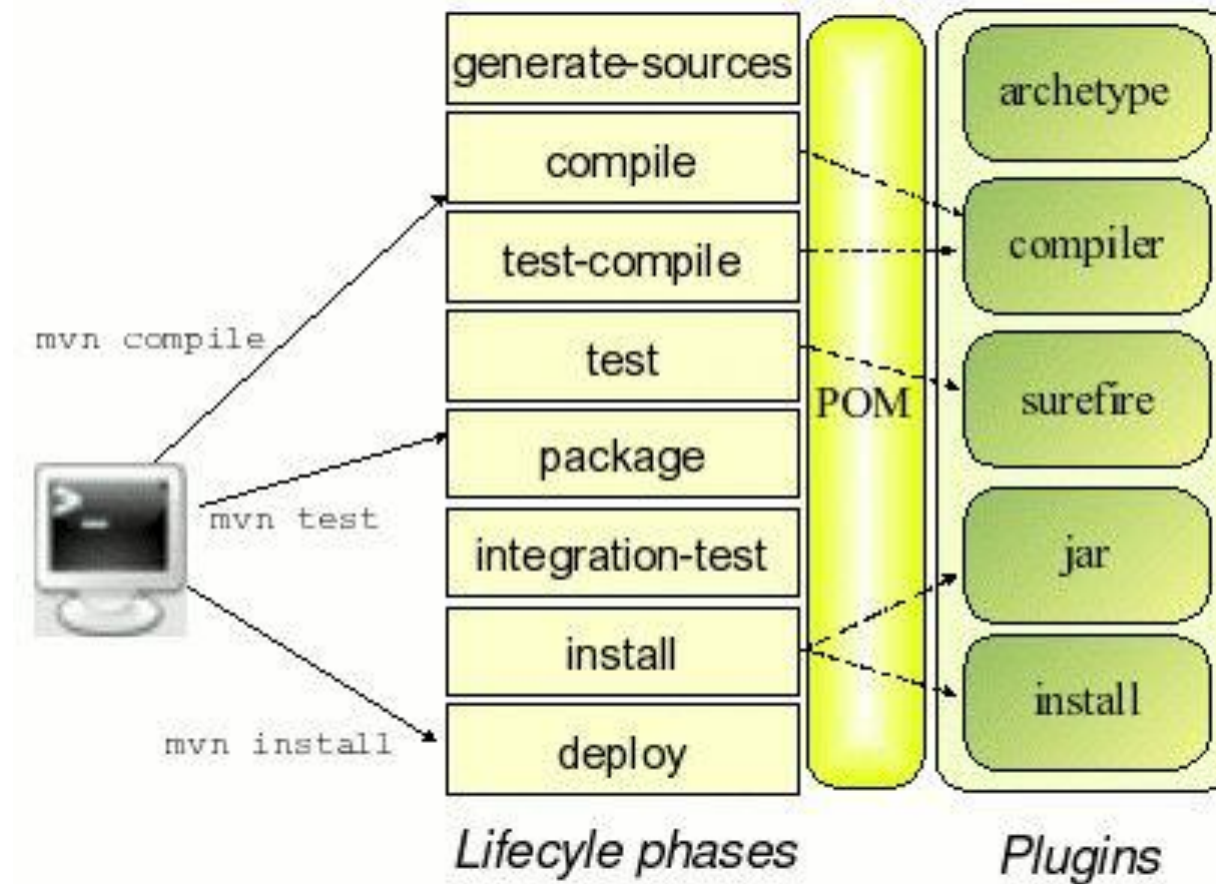 generate-sources
compile
test-compile
test
package
integration-test
install
deploy
mvn compile
mvn test
mvn install
POM
archetype
compiler
surefire
jar
install
Lifecyle phases
Plugins